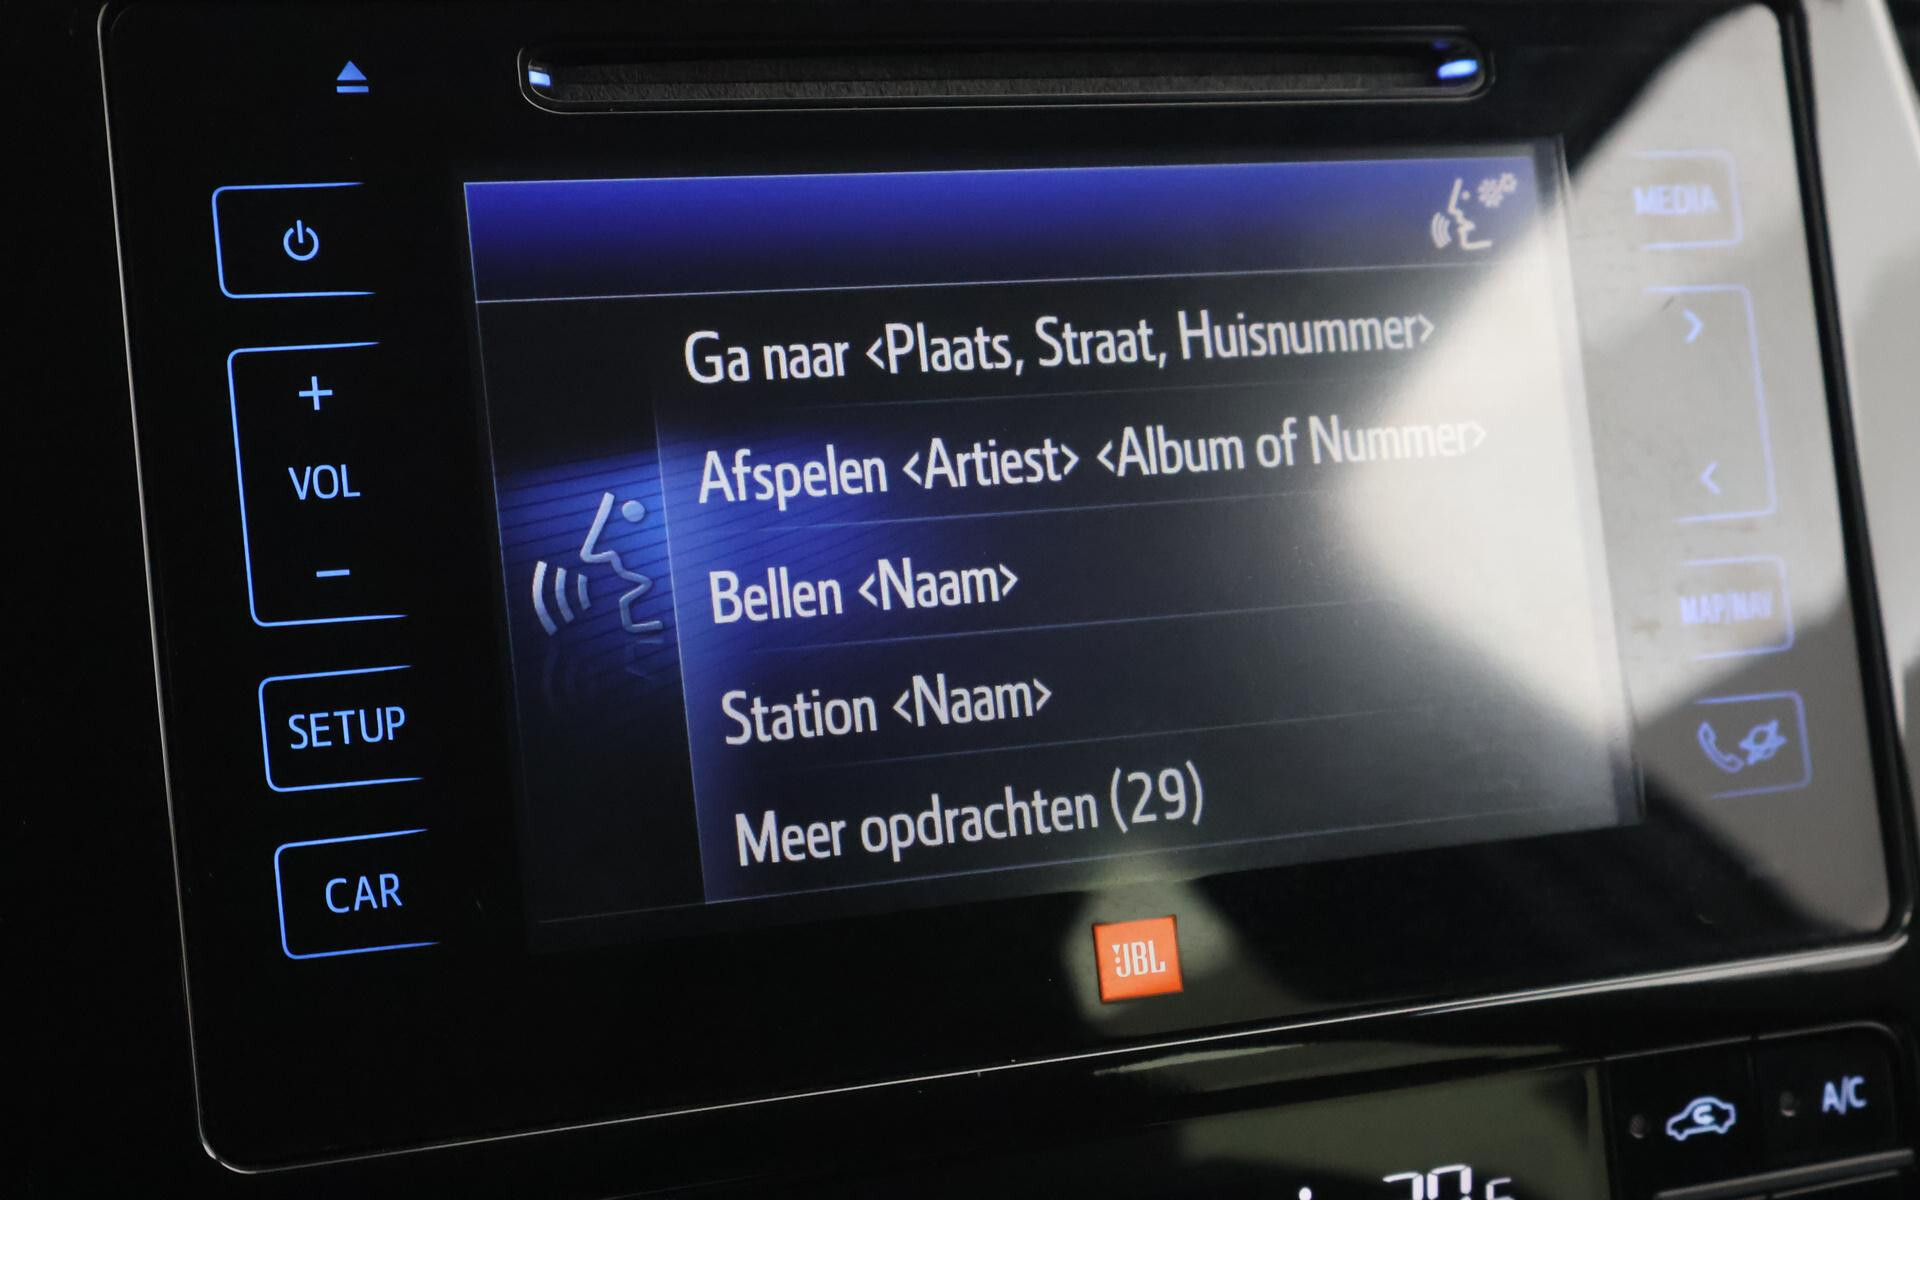 MEDIA
Ga naar <Plaats, Straat, Huisnummer>
+
Afspelen <Artiest> <Album of Nummer>
VOL
Bellen <Naam>
MAP/NAV
−
Station <Naam>
SETUP
Meer opdrachten (29)
CAR
JBL
A/C